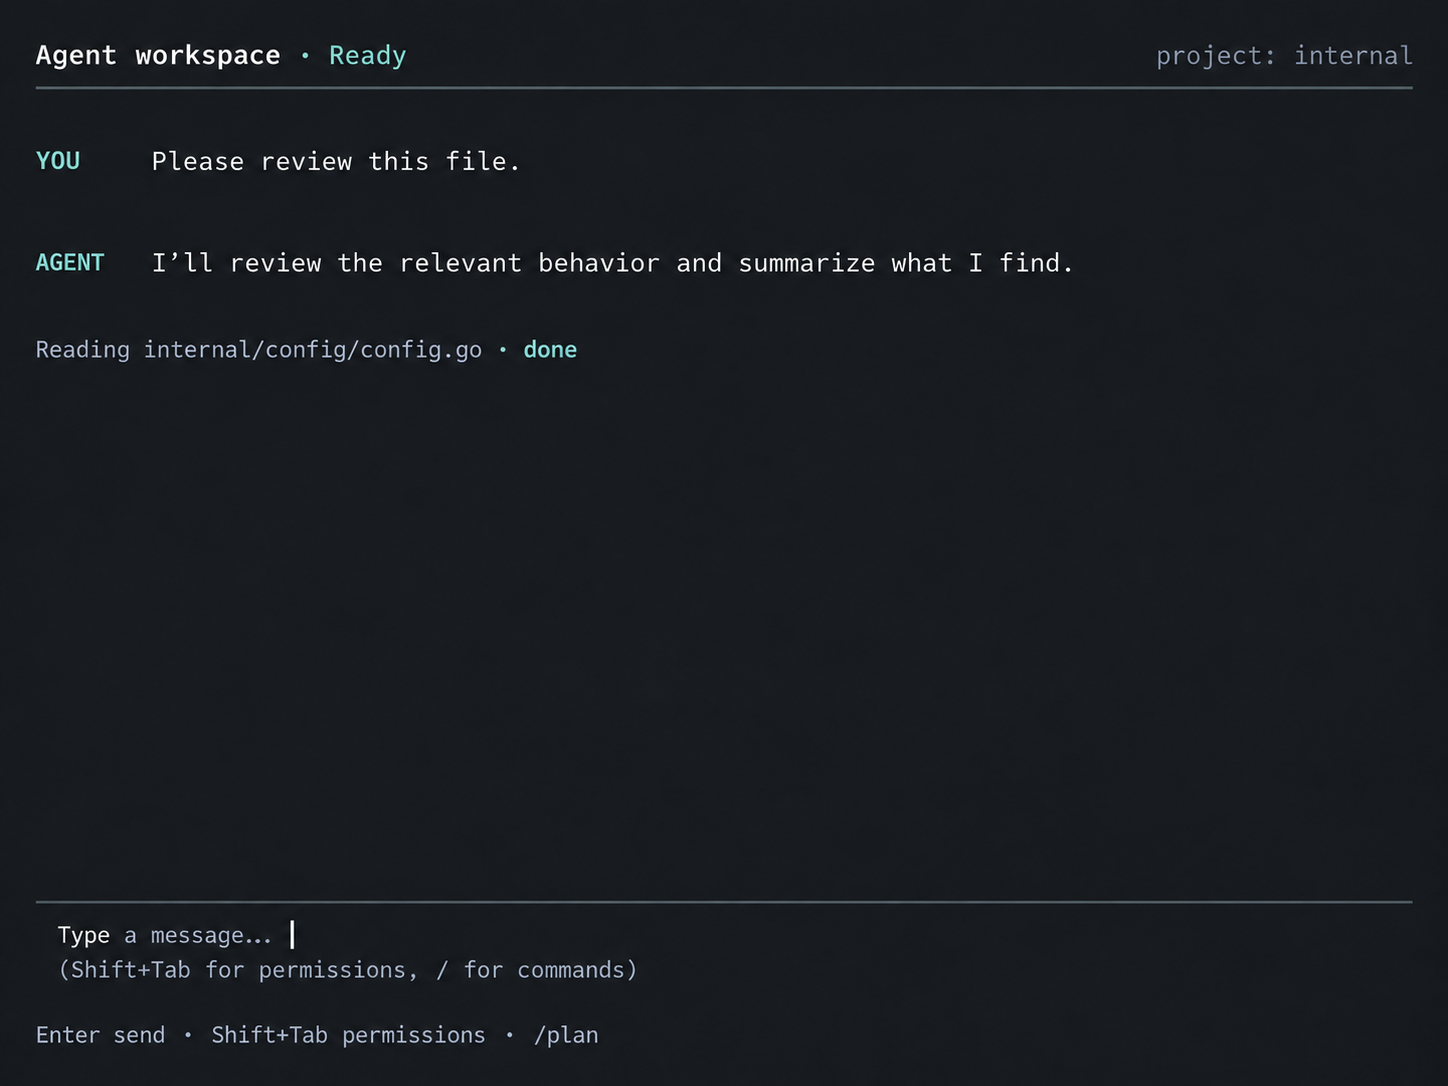 Agent workspace • Ready project: internal
YOU Please review this file.
AGENT I’ll review the relevant behavior and summarize what I find.
Reading internal/config/config.go • done
Type a message...
(Shift+Tab for permissions, / for commands)
Enter send • Shift+Tab permissions • /plan